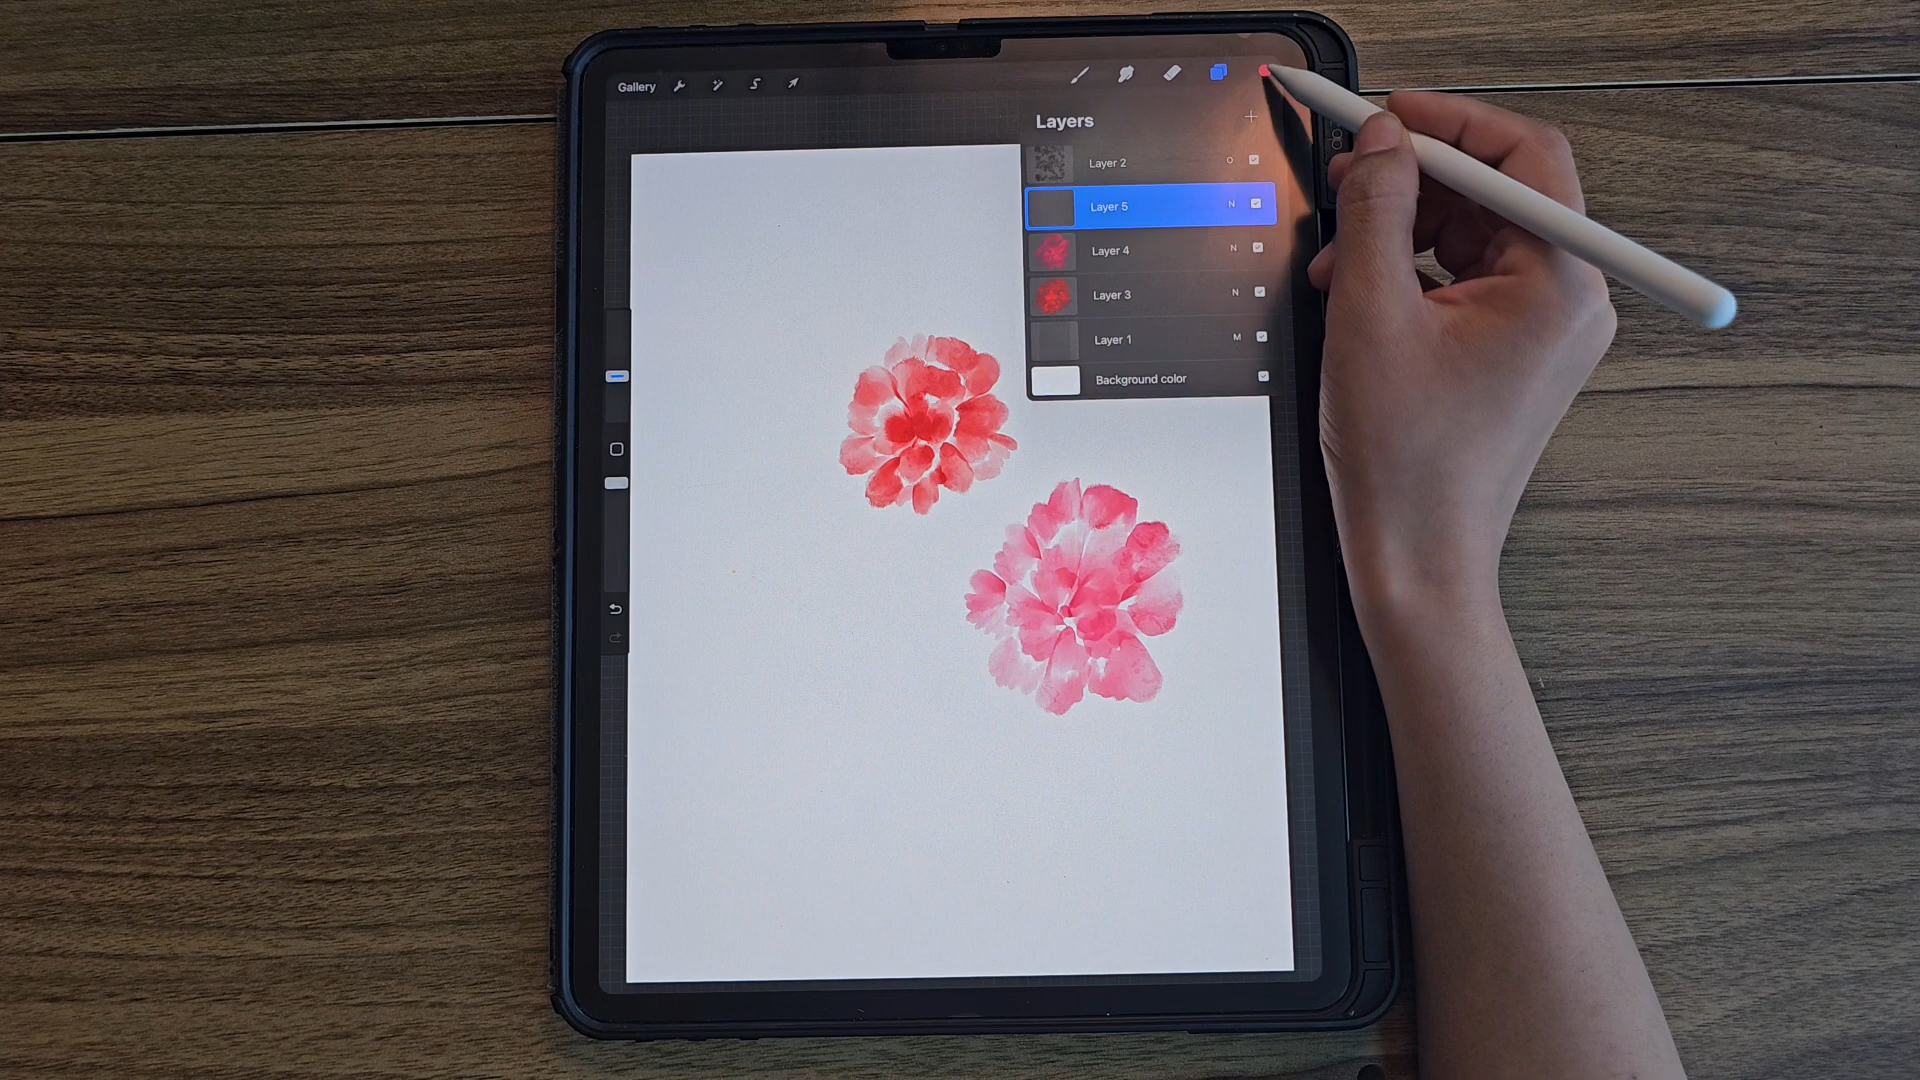 Gallery
Layers
Layer 2 O
Layer 5 N
Layer 4 N
Layer 3 N
Layer 1 M
Background color